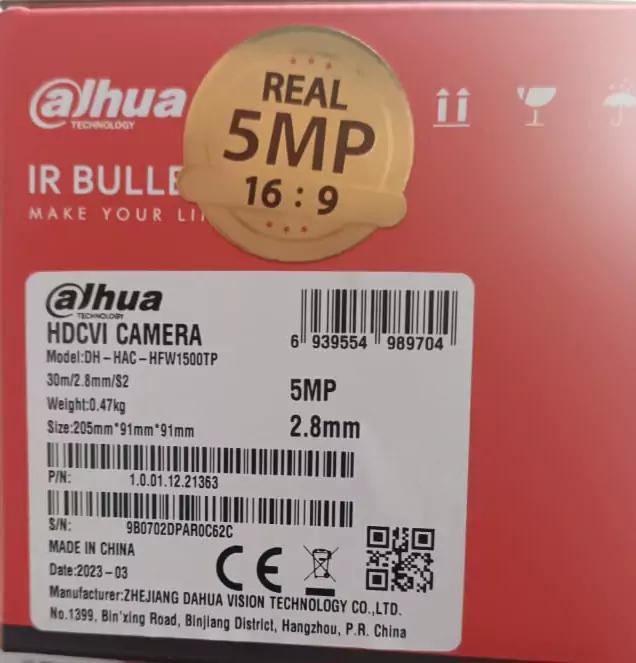 alhua
TECHNOLOGY
REAL
5MP
16 : 9
IR BULLE
MAKE YOUR LI
alhua
TECHNOLOGY
HDCVI CAMERA
Model:DH-HAC-HFW1500TP
30m/2.8mm/S2
Weight:0.47kg
Size:205mm*91mm*91mm
6 939554 989704
5MP
2.8mm
P/N: 1.0.01.12.21363
S/N: 9B0702DPAR0C62C
MADE IN CHINA
Date:2023-03
CE
Manufacturer:ZHEJIANG DAHUA VISION TECHNOLOGY CO.,LTD.
No.1399, Bin'xing Road, Binjiang District, Hangzhou, P.R. China